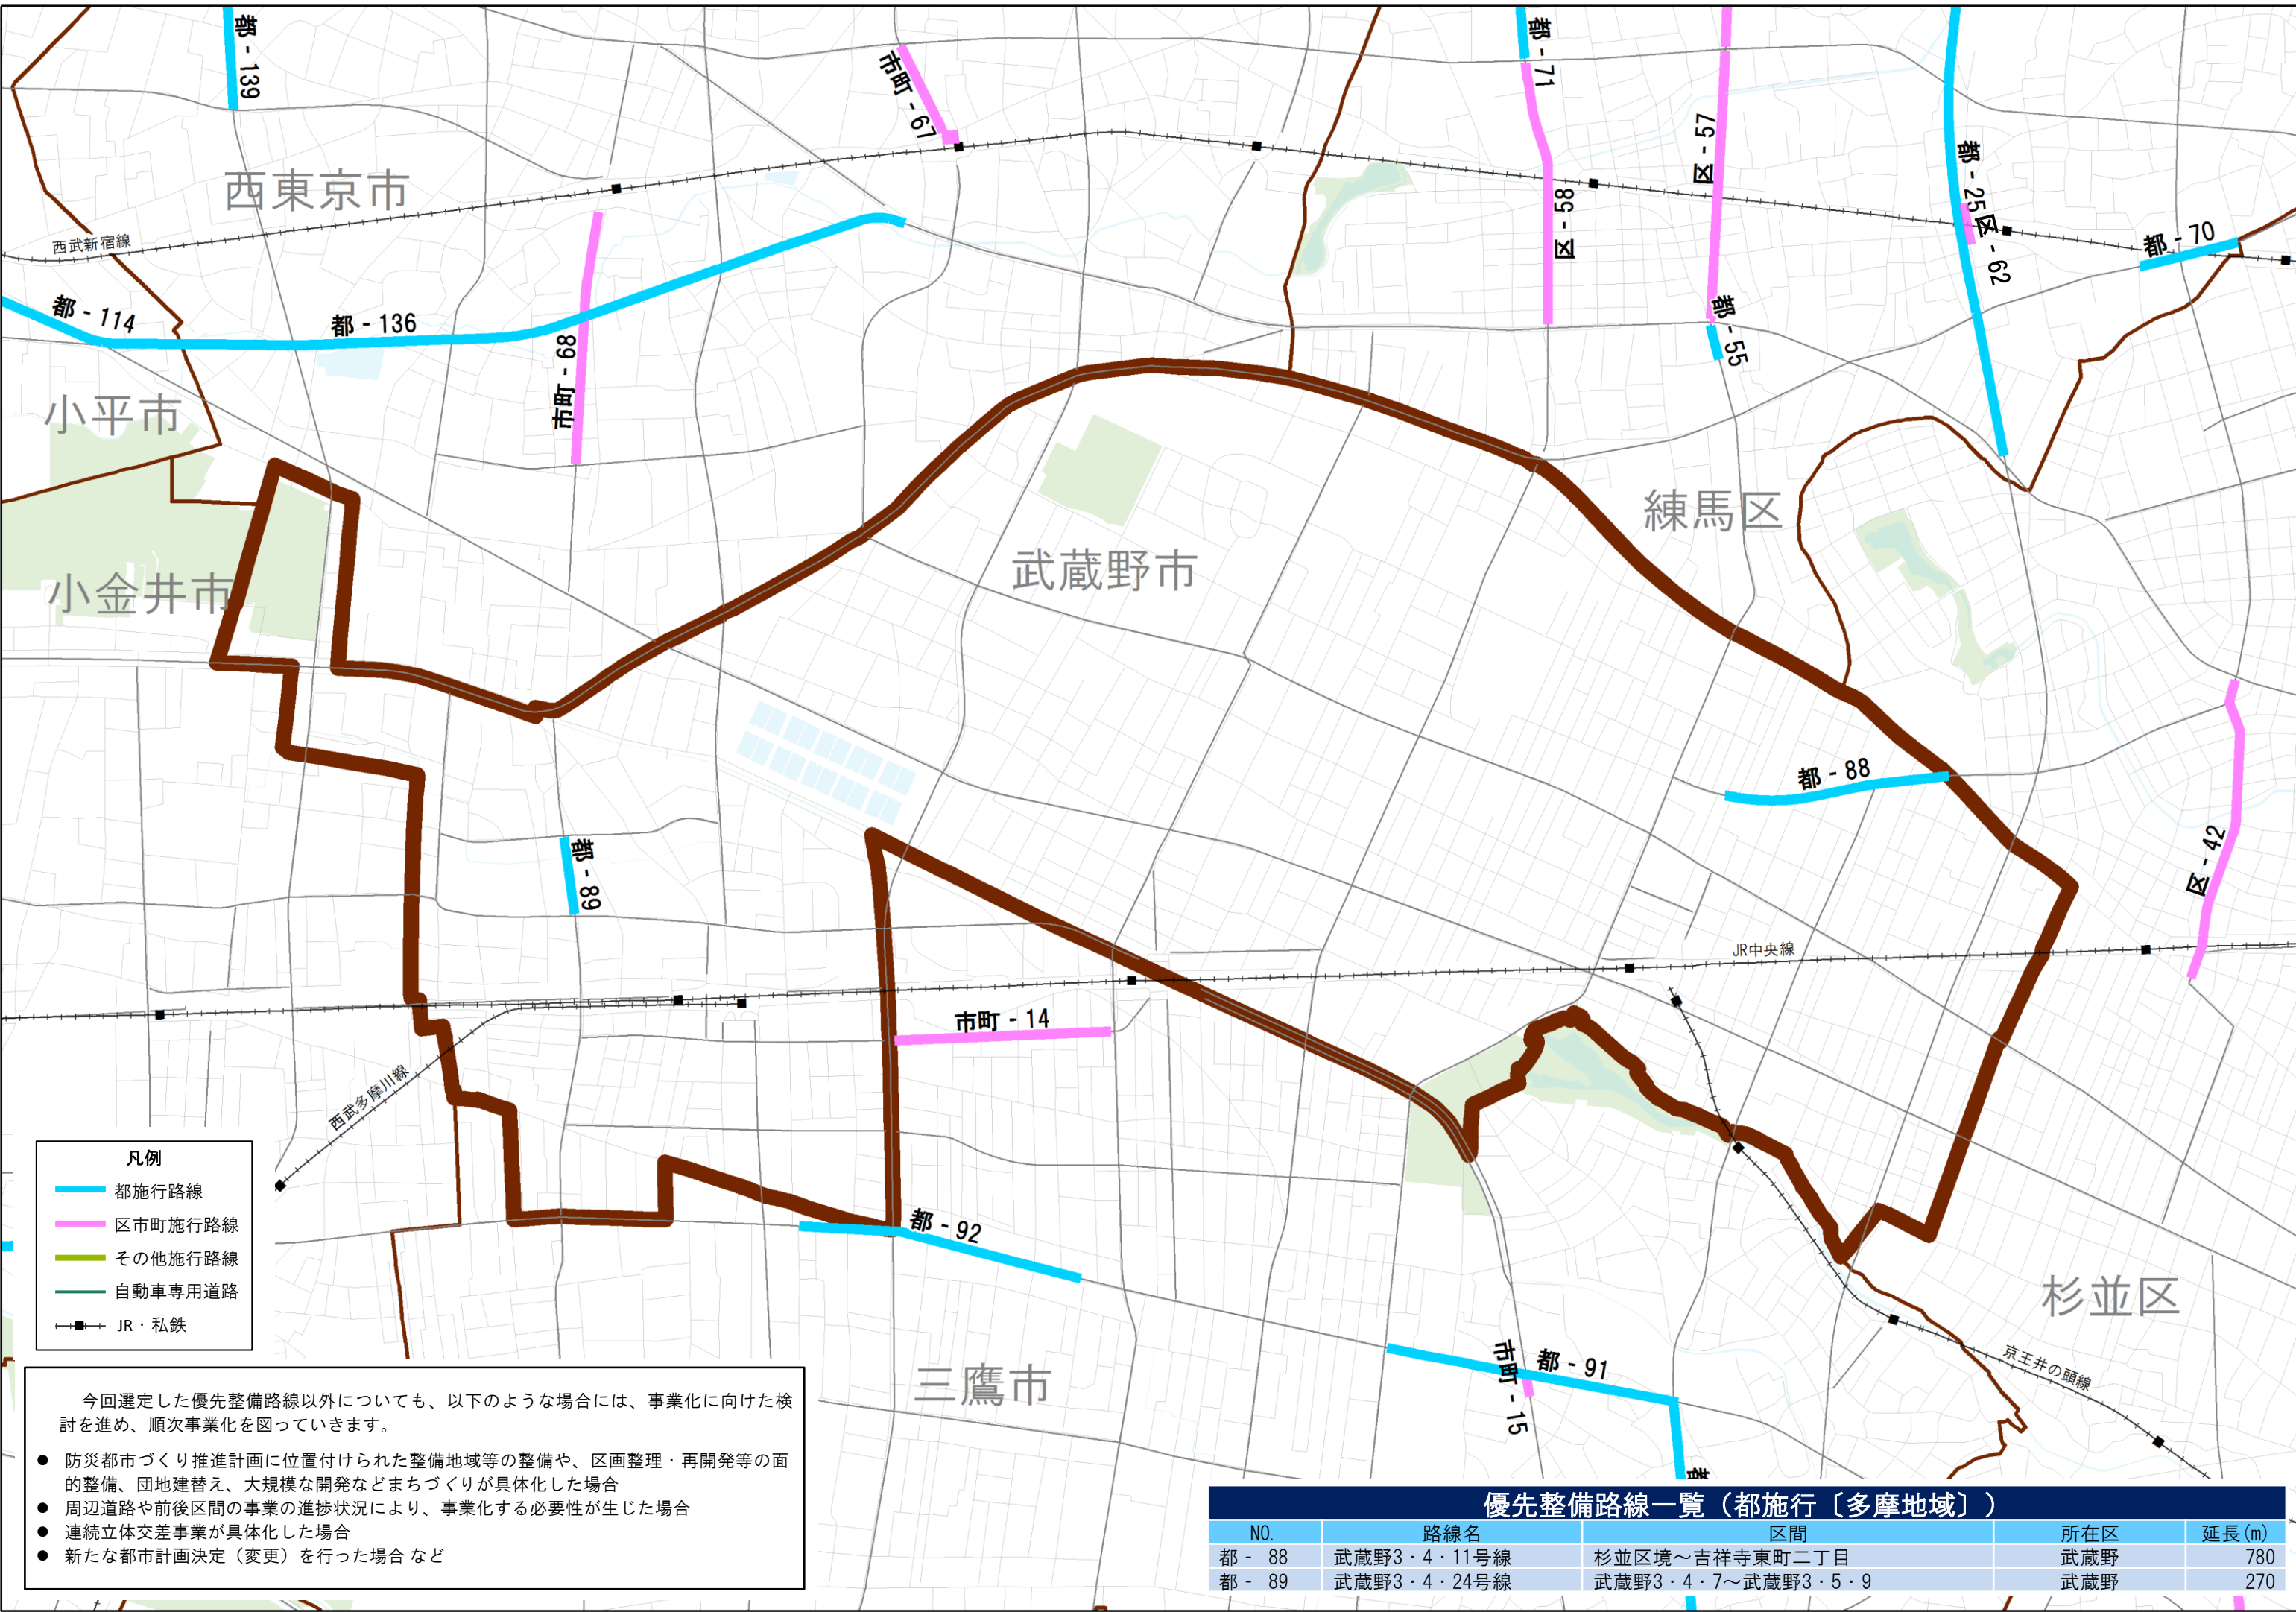 都 - 139
市町 - 67
都 - 71
区 - 57
西東京市
西武新宿線
区 - 58
都 - 25
区 - 62
都 - 70
都 - 114
都 - 136
市町 - 68
都 - 55
小平市
練馬区
武蔵野市
小金井市
都 - 88
都 - 89
区 - 42
JR中央線
市町 - 14
西武多摩川線
都 - 92
杉並区
京王井の頭線
三鷹市
市町 - 15
都 - 91
凡例
都施行路線
区市町施行路線
その他施行路線
自動車専用道路
JR・私鉄
今回選定した優先整備路線以外についても、以下のような場合には、事業化に向けた検
討を進め、順次事業化を図っていきます。
● 防災都市づくり推進計画に位置付けられた整備地域等の整備や、区画整理・再開発等の面
的整備、団地建替え、大規模な開発などまちづくりが具体化した場合
● 周辺道路や前後区間の事業の進捗状況により、事業化する必要性が生じた場合
● 連続立体交差事業が具体化した場合
● 新たな都市計画決定（変更）を行った場合 など
優先整備路線一覧（都施行〔多摩地域〕）
NO. 路線名 区間 所在区 延長(m)
都 - 88 武蔵野3・4・11号線 杉並区境～吉祥寺東町二丁目 武蔵野 780
都 - 89 武蔵野3・4・24号線 武蔵野3・4・7～武蔵野3・5・9 武蔵野 270